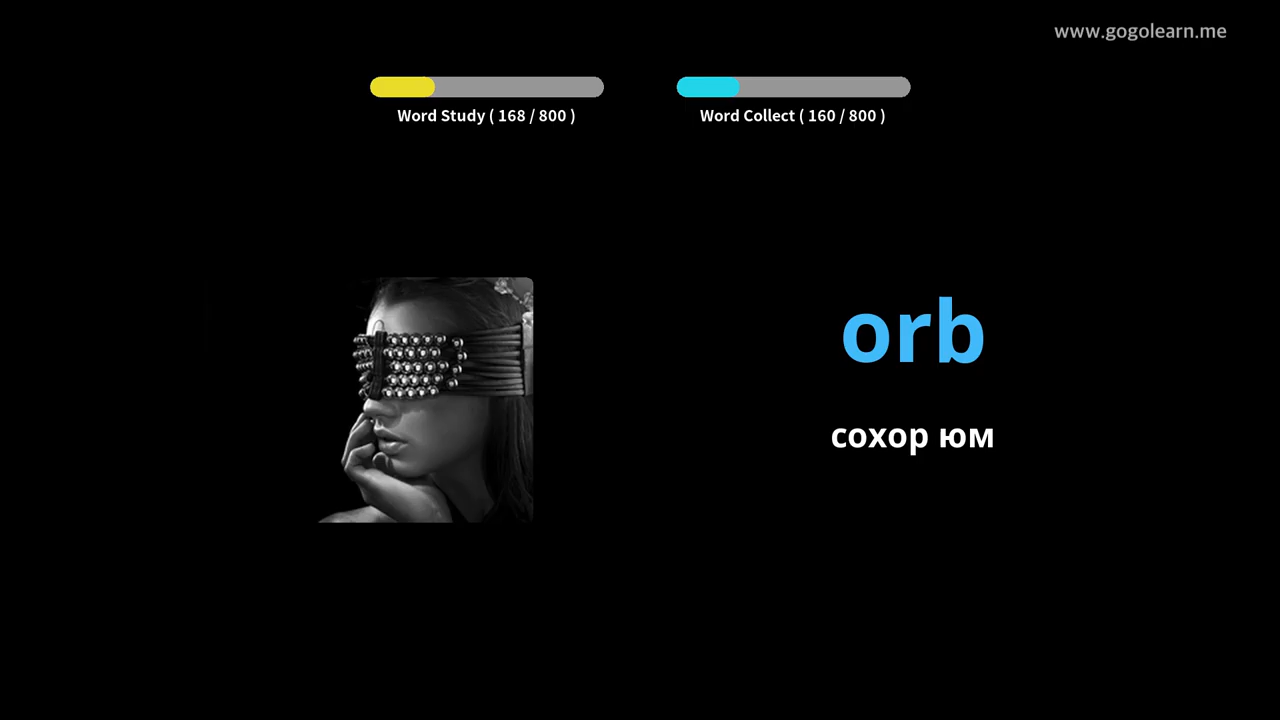 www.gogolearn.me
Word Study ( 168 / 800 )
Word Collect ( 160 / 800 )
orb
сохор юм